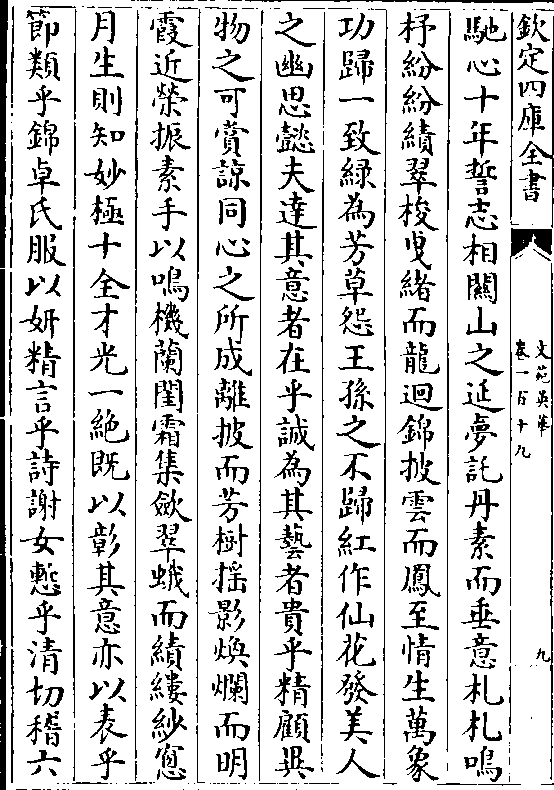 欽定四庫全書
文苑英華
卷一百十九
九
馳心十年誓志相關山之延夢託丹素而垂意札札鳴
杼紛紛績翠梭曳緒而龍迴錦披雲而鳳至情生萬象
功歸一致緑為芳草怨王孫之不歸紅作仙花發美人
之幽思懿夫達其意者在乎誠為其藝者貴乎精顧異
物之可賞諒同心之所成離披而芳樹揺影煥爛而明
霞近榮振素手以鳴機蘭閨霜集歛翠蛾而績縷紗窻
月生則知妙極十全才光一絶既以彰其意亦以表乎
節類乎錦卓氏服以妍精言乎詩謝女慙乎清切稽六